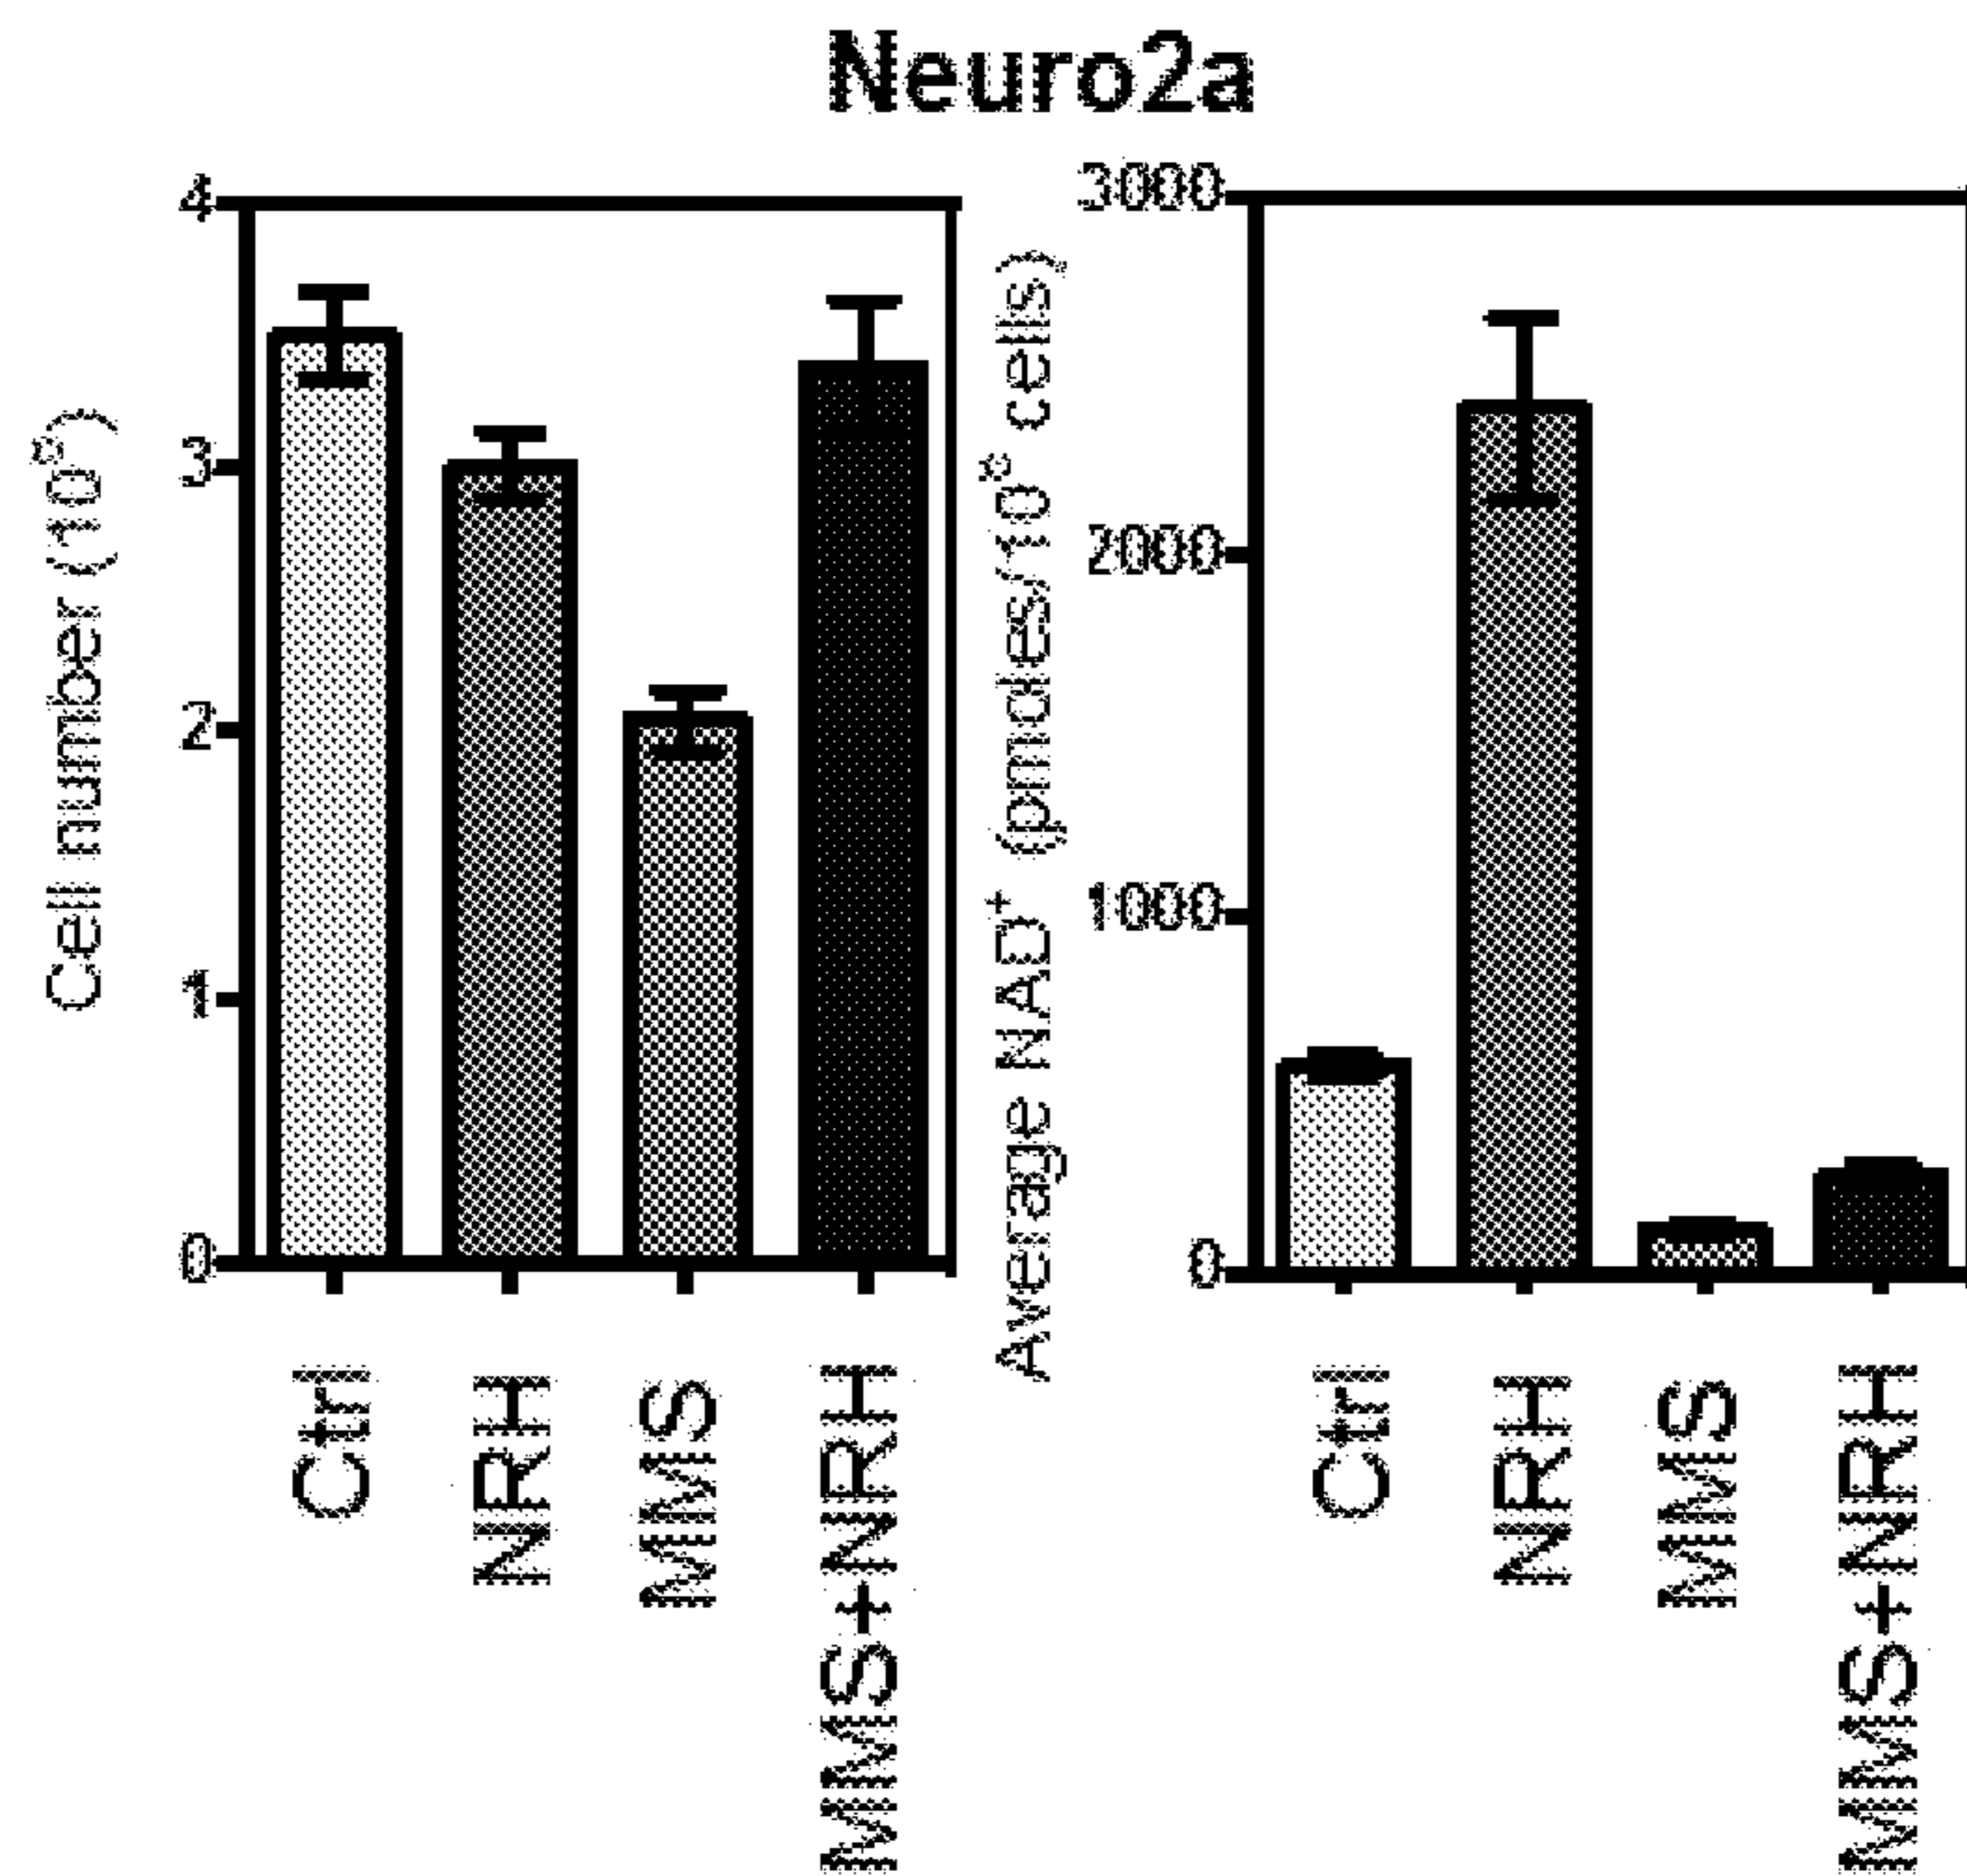 Neuro2a
Cell number (10⁶)
4
3
2
1
0
Ctrl
NRH
MMS
MMS+NRH
Average NAD⁺ (pmoles/10⁶ cells)
3000
2000
1000
0
Ctrl
NRH
MMS
MMS+NRH